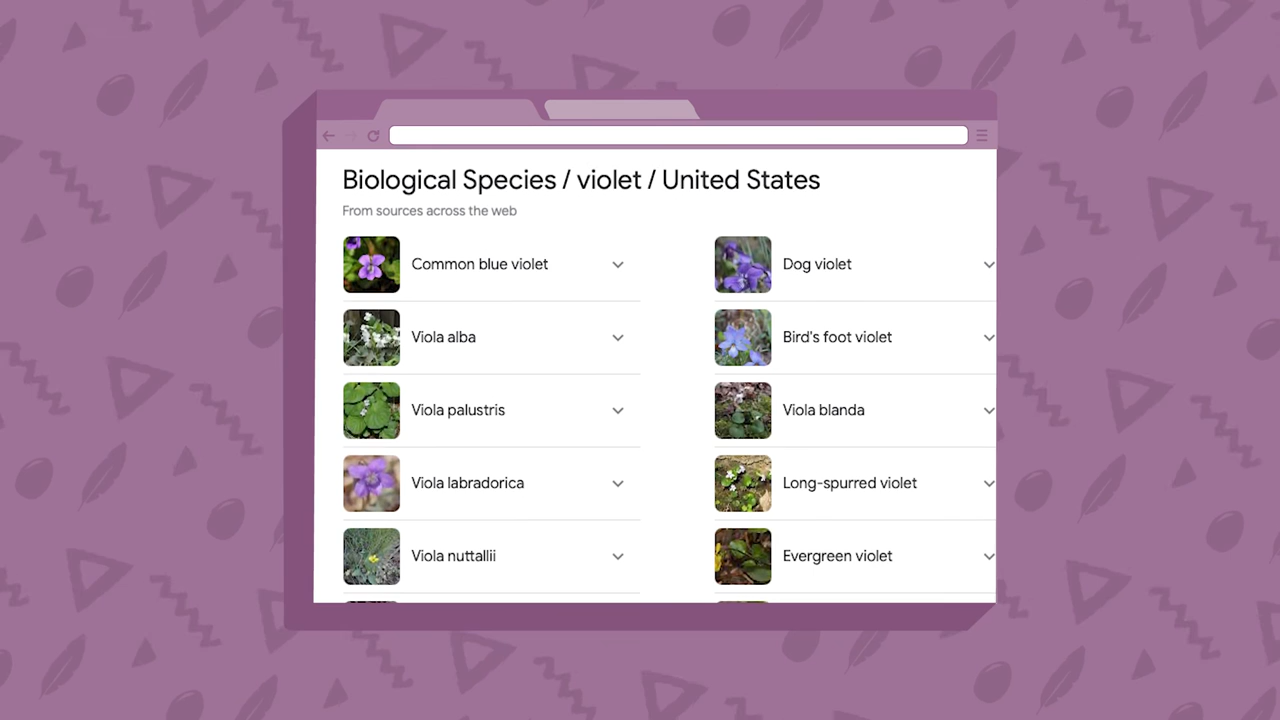 Biological Species / violet / United States
From sources across the web
Common blue violet
Dog violet
Viola alba
Bird's foot violet
Viola palustris
Viola blanda
Viola labradorica
Long-spurred violet
Viola nuttallii
Evergreen violet